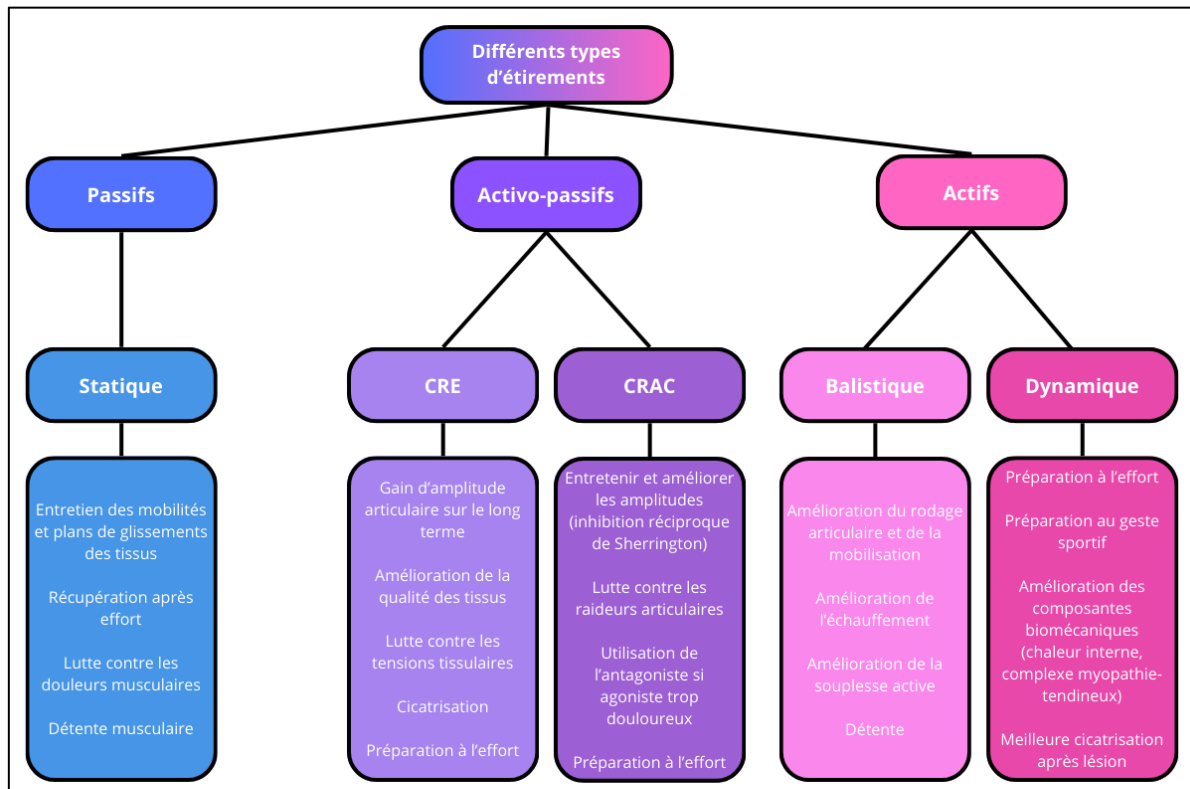 Différents types
d’étirements
Passifs
Activo-passifs
Actifs
Statique
CRE
CRAC
Balistique
Dynamique
Entretien des mobilités
et plans de glissements
des tissus
Récupération après
effort
Lutte contre les
douleurs musculaires
Détente musculaire
Gain d’amplitude
articulaire sur le long
terme
Amélioration de la
qualité des tissus
Lutte contre les
tensions tissulaires
Cicatrisation
Préparation à l’effort
Entretenir et améliorer
les amplitudes
(inhibition réciproque
de Sherrington)
Lutte contre les
raideurs articulaires
Utilisation de
l’antagoniste si
agoniste trop
douloureux
Préparation à l’effort
Amélioration du rodage
articulaire et de la
mobilisation
Amélioration de
l’échauffement
Amélioration de la
souplesse active
Détente
Préparation à l’effort
Préparation au geste
sportif
Amélioration des
composantes
biomécaniques
(chaleur interne,
complexe myopathie-
tendineux)
Meilleure cicatrisation
après lésion